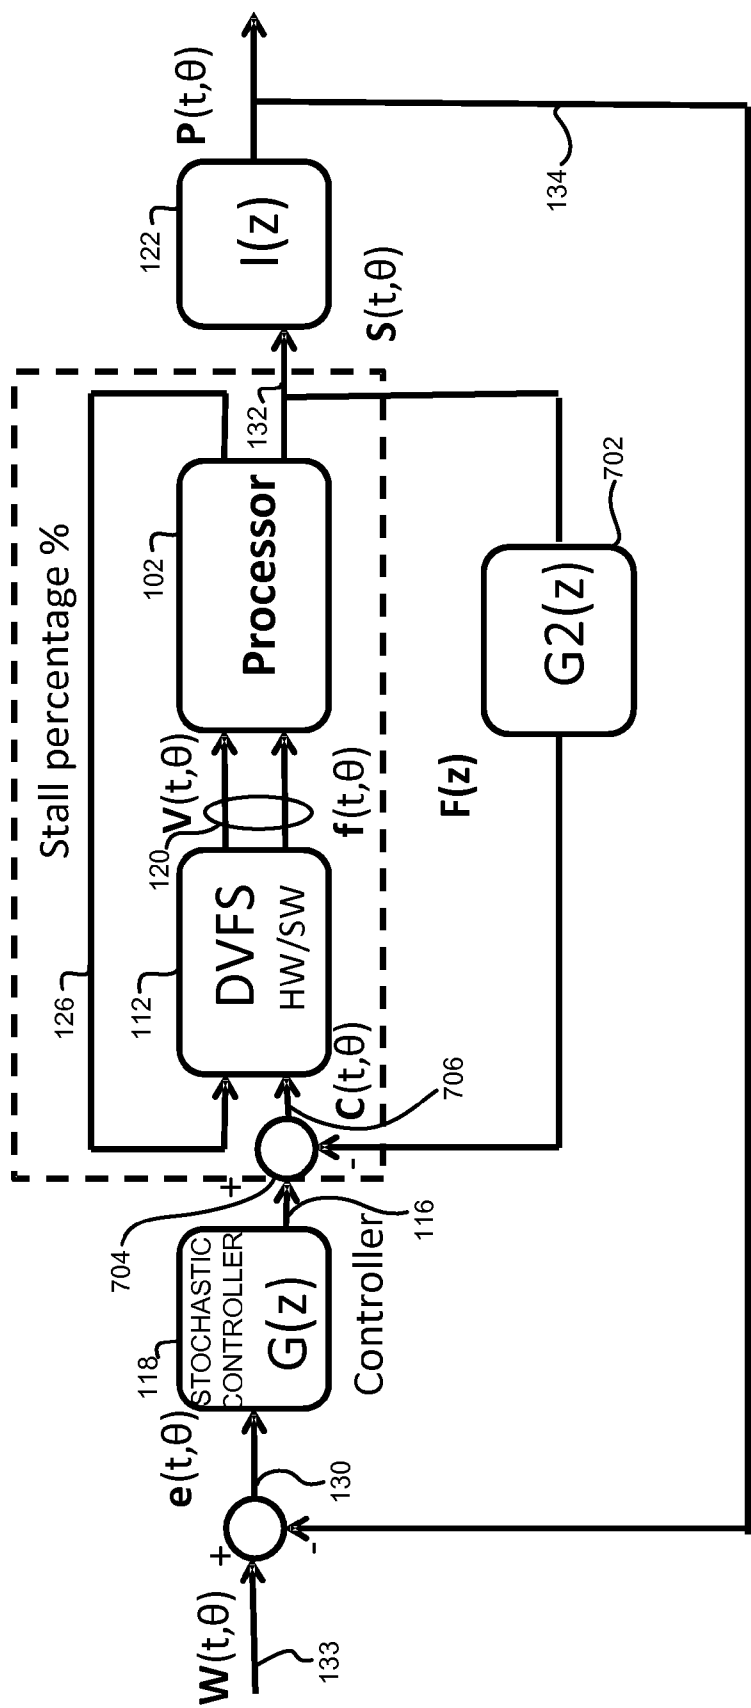 Stall percentage %
126
W(t,θ)
133
+
-
e(t,θ)
130
118
STOCHASTIC
CONTROLLER
G(z)
Controller
116
704
+
-
C(t,θ)
706
112
DVFS
HW/SW
120
V(t,θ)
f(t,θ)
102
Processor
132
S(t,θ)
122
I(z)
P(t,θ)
134
F(z)
G2(z)
702